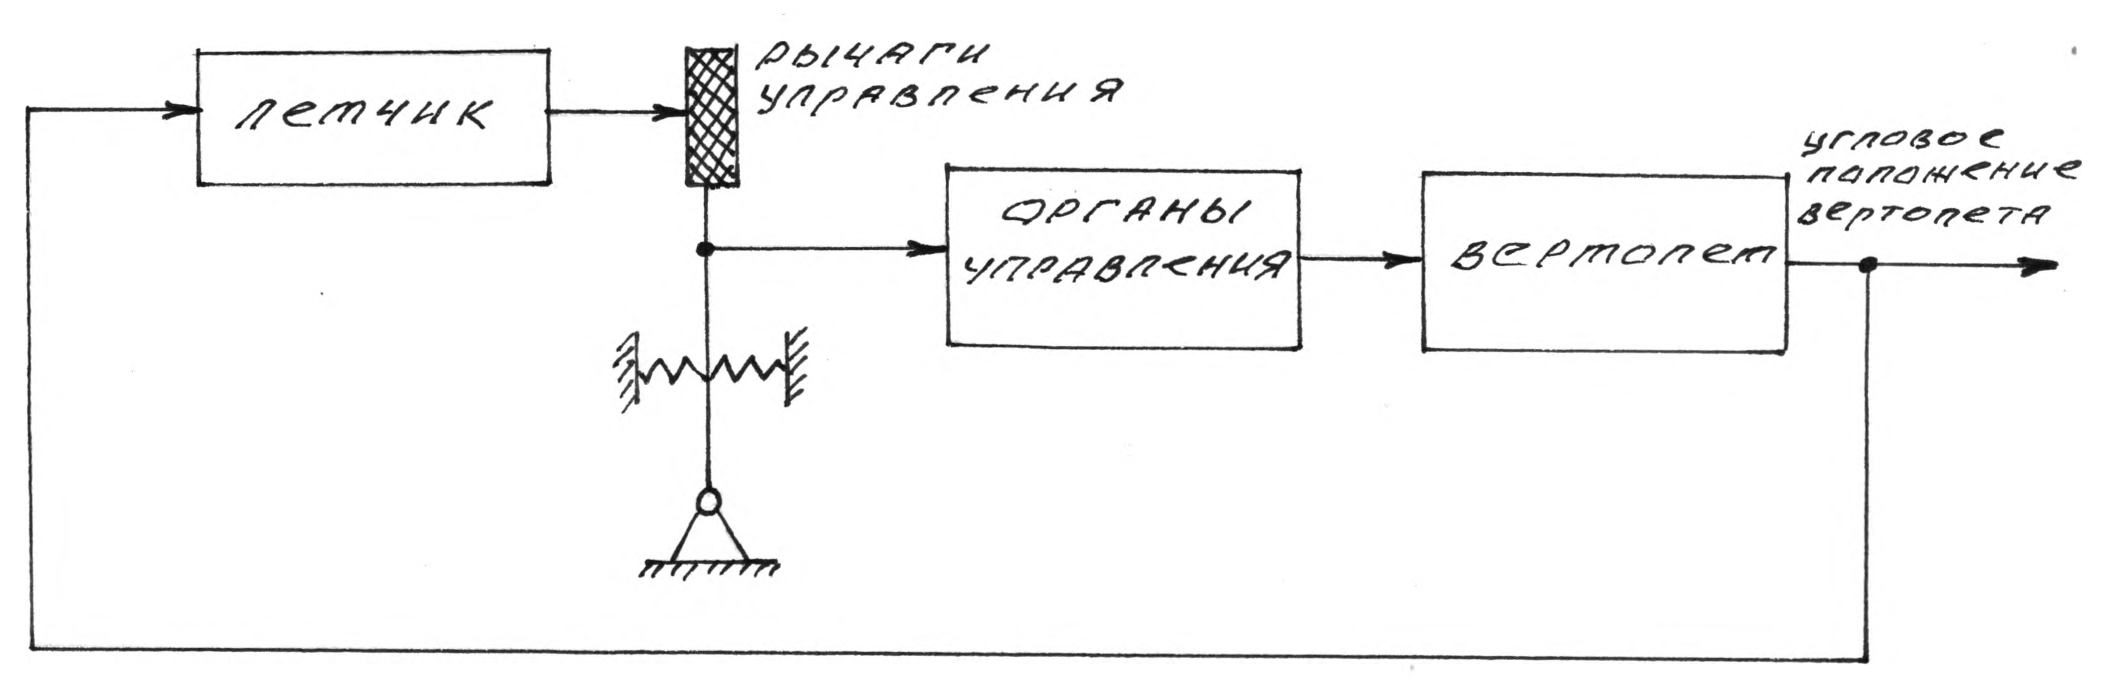 летчик
рычаги
управления
органы
управления
вертолет
угловое
положение
вертолета